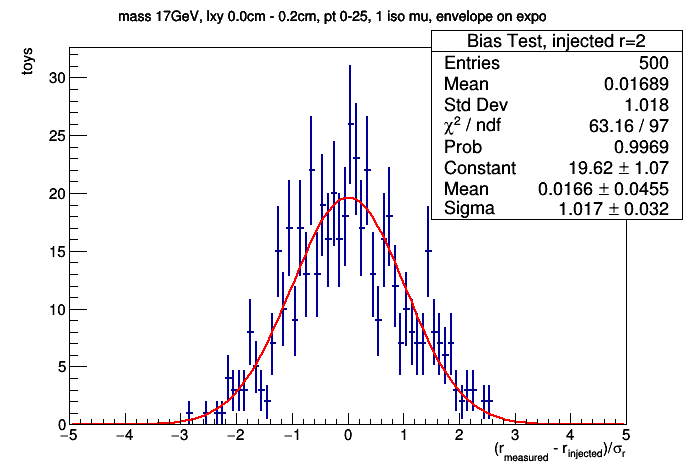 mass 17GeV, lxy 0.0cm - 0.2cm, pt 0-25, 1 iso mu, envelope on expo
Bias Test, injected r=2
Entries 500
Mean 0.01689
Std Dev 1.018
χ² / ndf 63.16 / 97
Prob 0.9969
Constant 19.62 ± 1.07
Mean 0.0166 ± 0.0455
Sigma 1.017 ± 0.032
toys
30
25
20
15
10
5
0
−5 −4 −3 −2 −1 0 1 2 3 4 5
(r_measured - r_injected)/σ_r